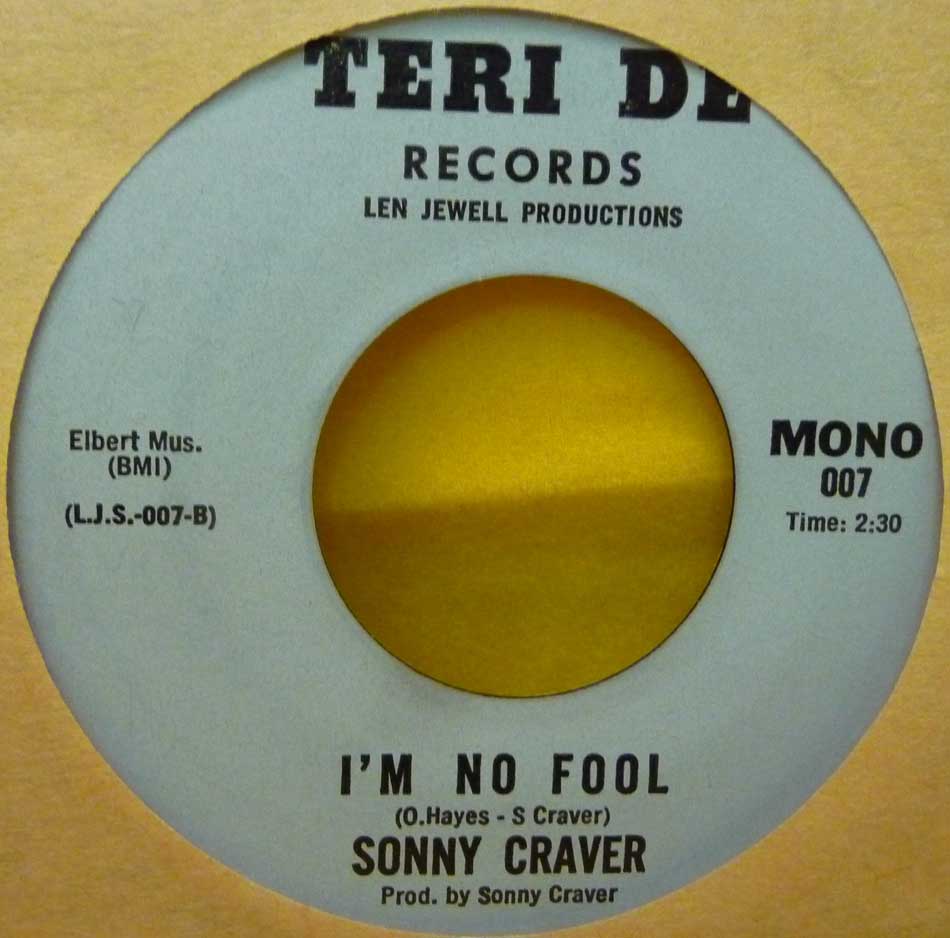 TERI DE
RECORDS
LEN JEWELL PRODUCTIONS
Elbert Mus.
(BMI)
(L.J.S.-007-B)
MONO
007
Time: 2:30
I'M NO FOOL
(O.Hayes - S Craver)
SONNY CRAVER
Prod. by Sonny Craver